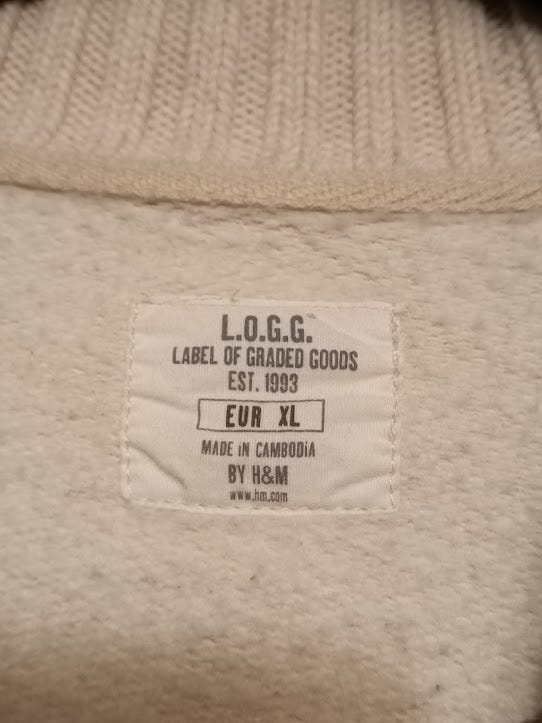 L.O.G.G.
LABEL OF GRADED GOODS
EST. 1993
EUR XL
MADE iN CAMBODiA
BY H&M
www.hm.com